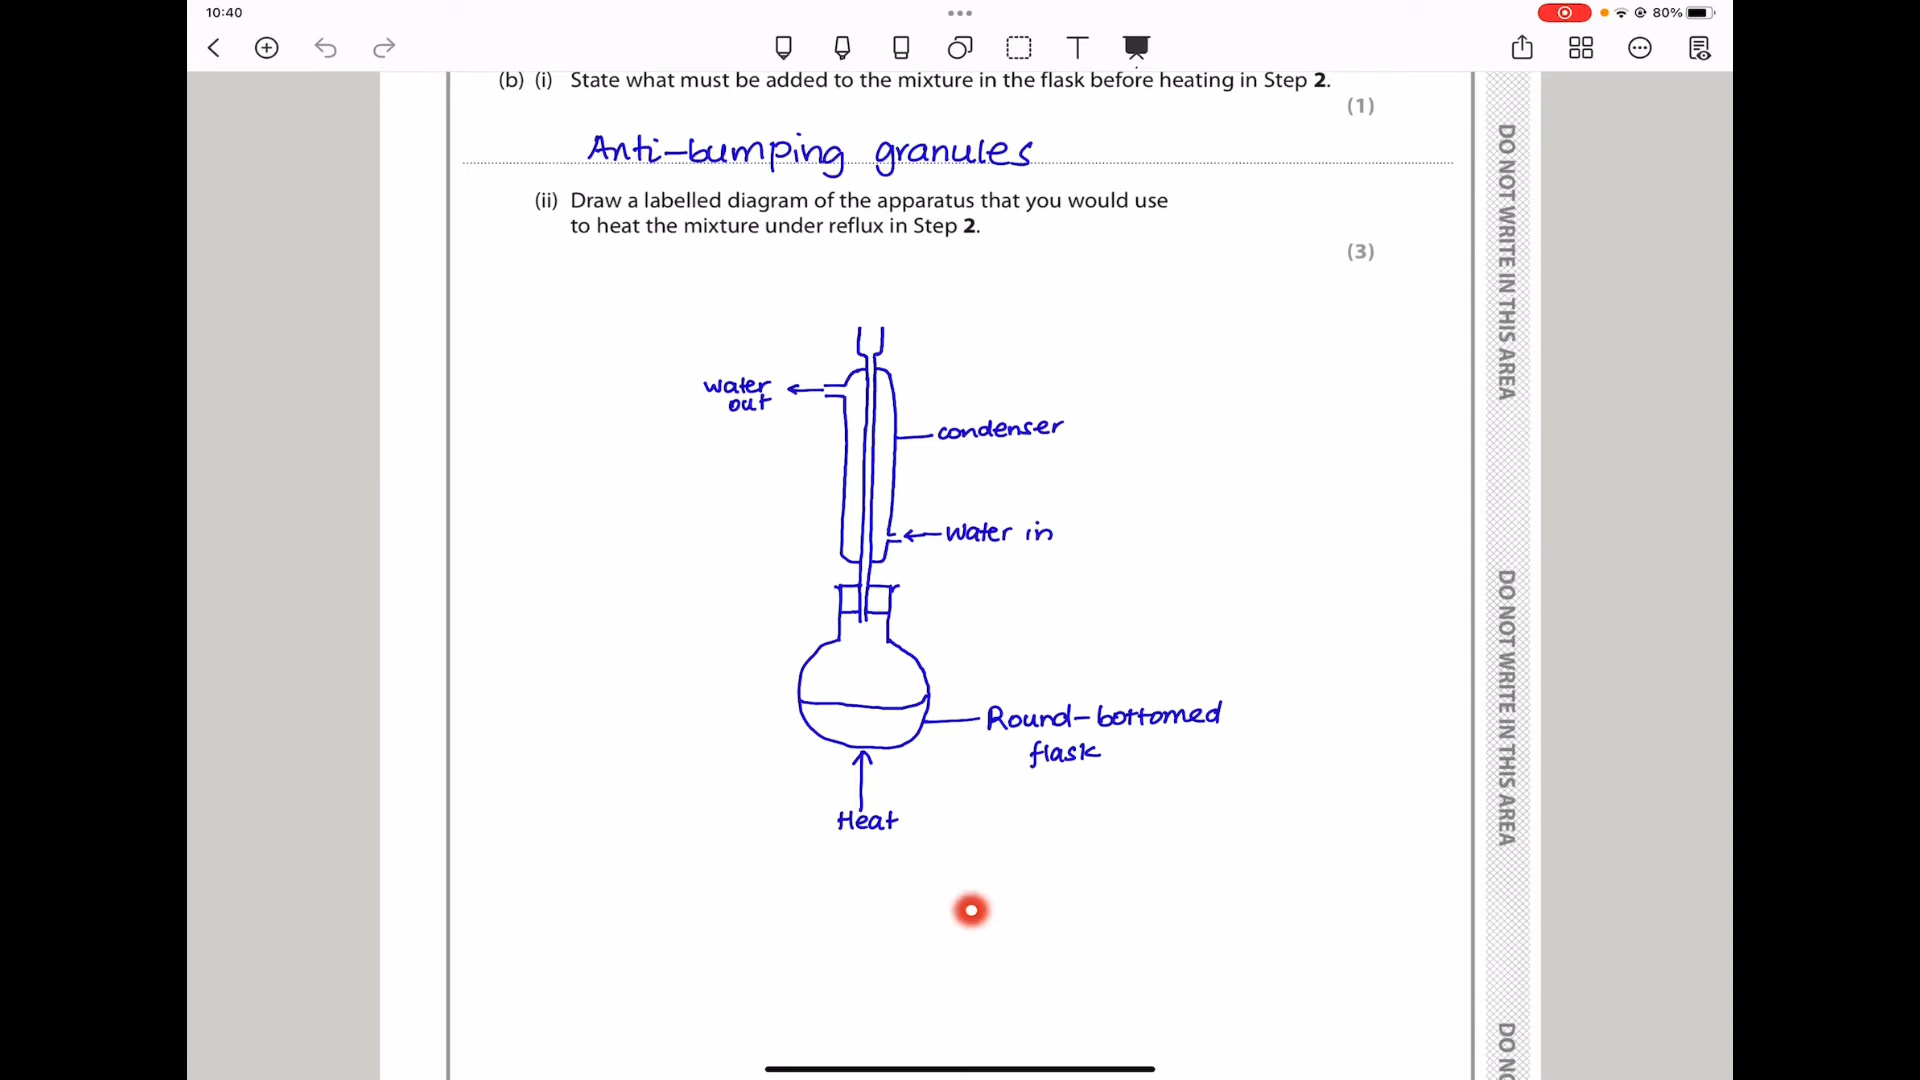 10:40
80%
(b) (i) State what must be added to the mixture in the flask before heating in Step 2.
(1)
Anti-bumping granules
(ii) Draw a labelled diagram of the apparatus that you would use
to heat the mixture under reflux in Step 2.
(3)
water
out
condenser
water in
Round-bottomed
flask
Heat
DO NOT WRITE IN THIS AREA
DO NOT WRITE IN THIS AREA
DO NO